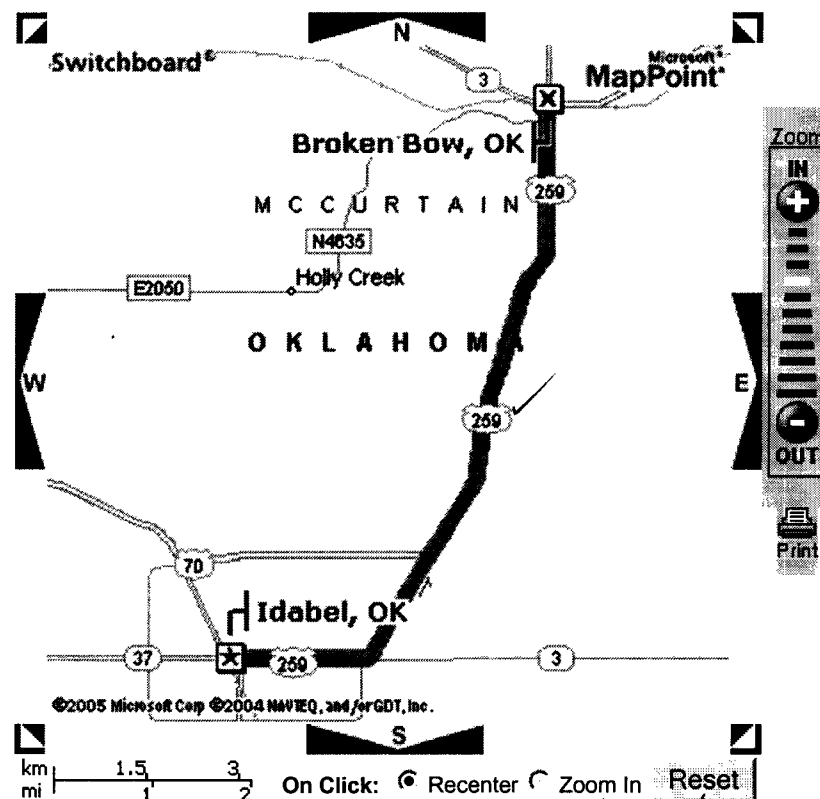 N
Switchboard®
Microsoft®
MapPoint®
3
Broken Bow, OK
Zoom
IN
259
M C C U R T A I N
N4635
Holly Creek
E2050
O K L A H O M A
W
E
259
OUT
Print
70
Idabel, OK
37
259
3
©2005 Microsoft Corp ©2004 NAVTEQ, and/or GDT, Inc.
S
km 1.5 3
mi 1 2
On Click: Recenter Zoom In Reset